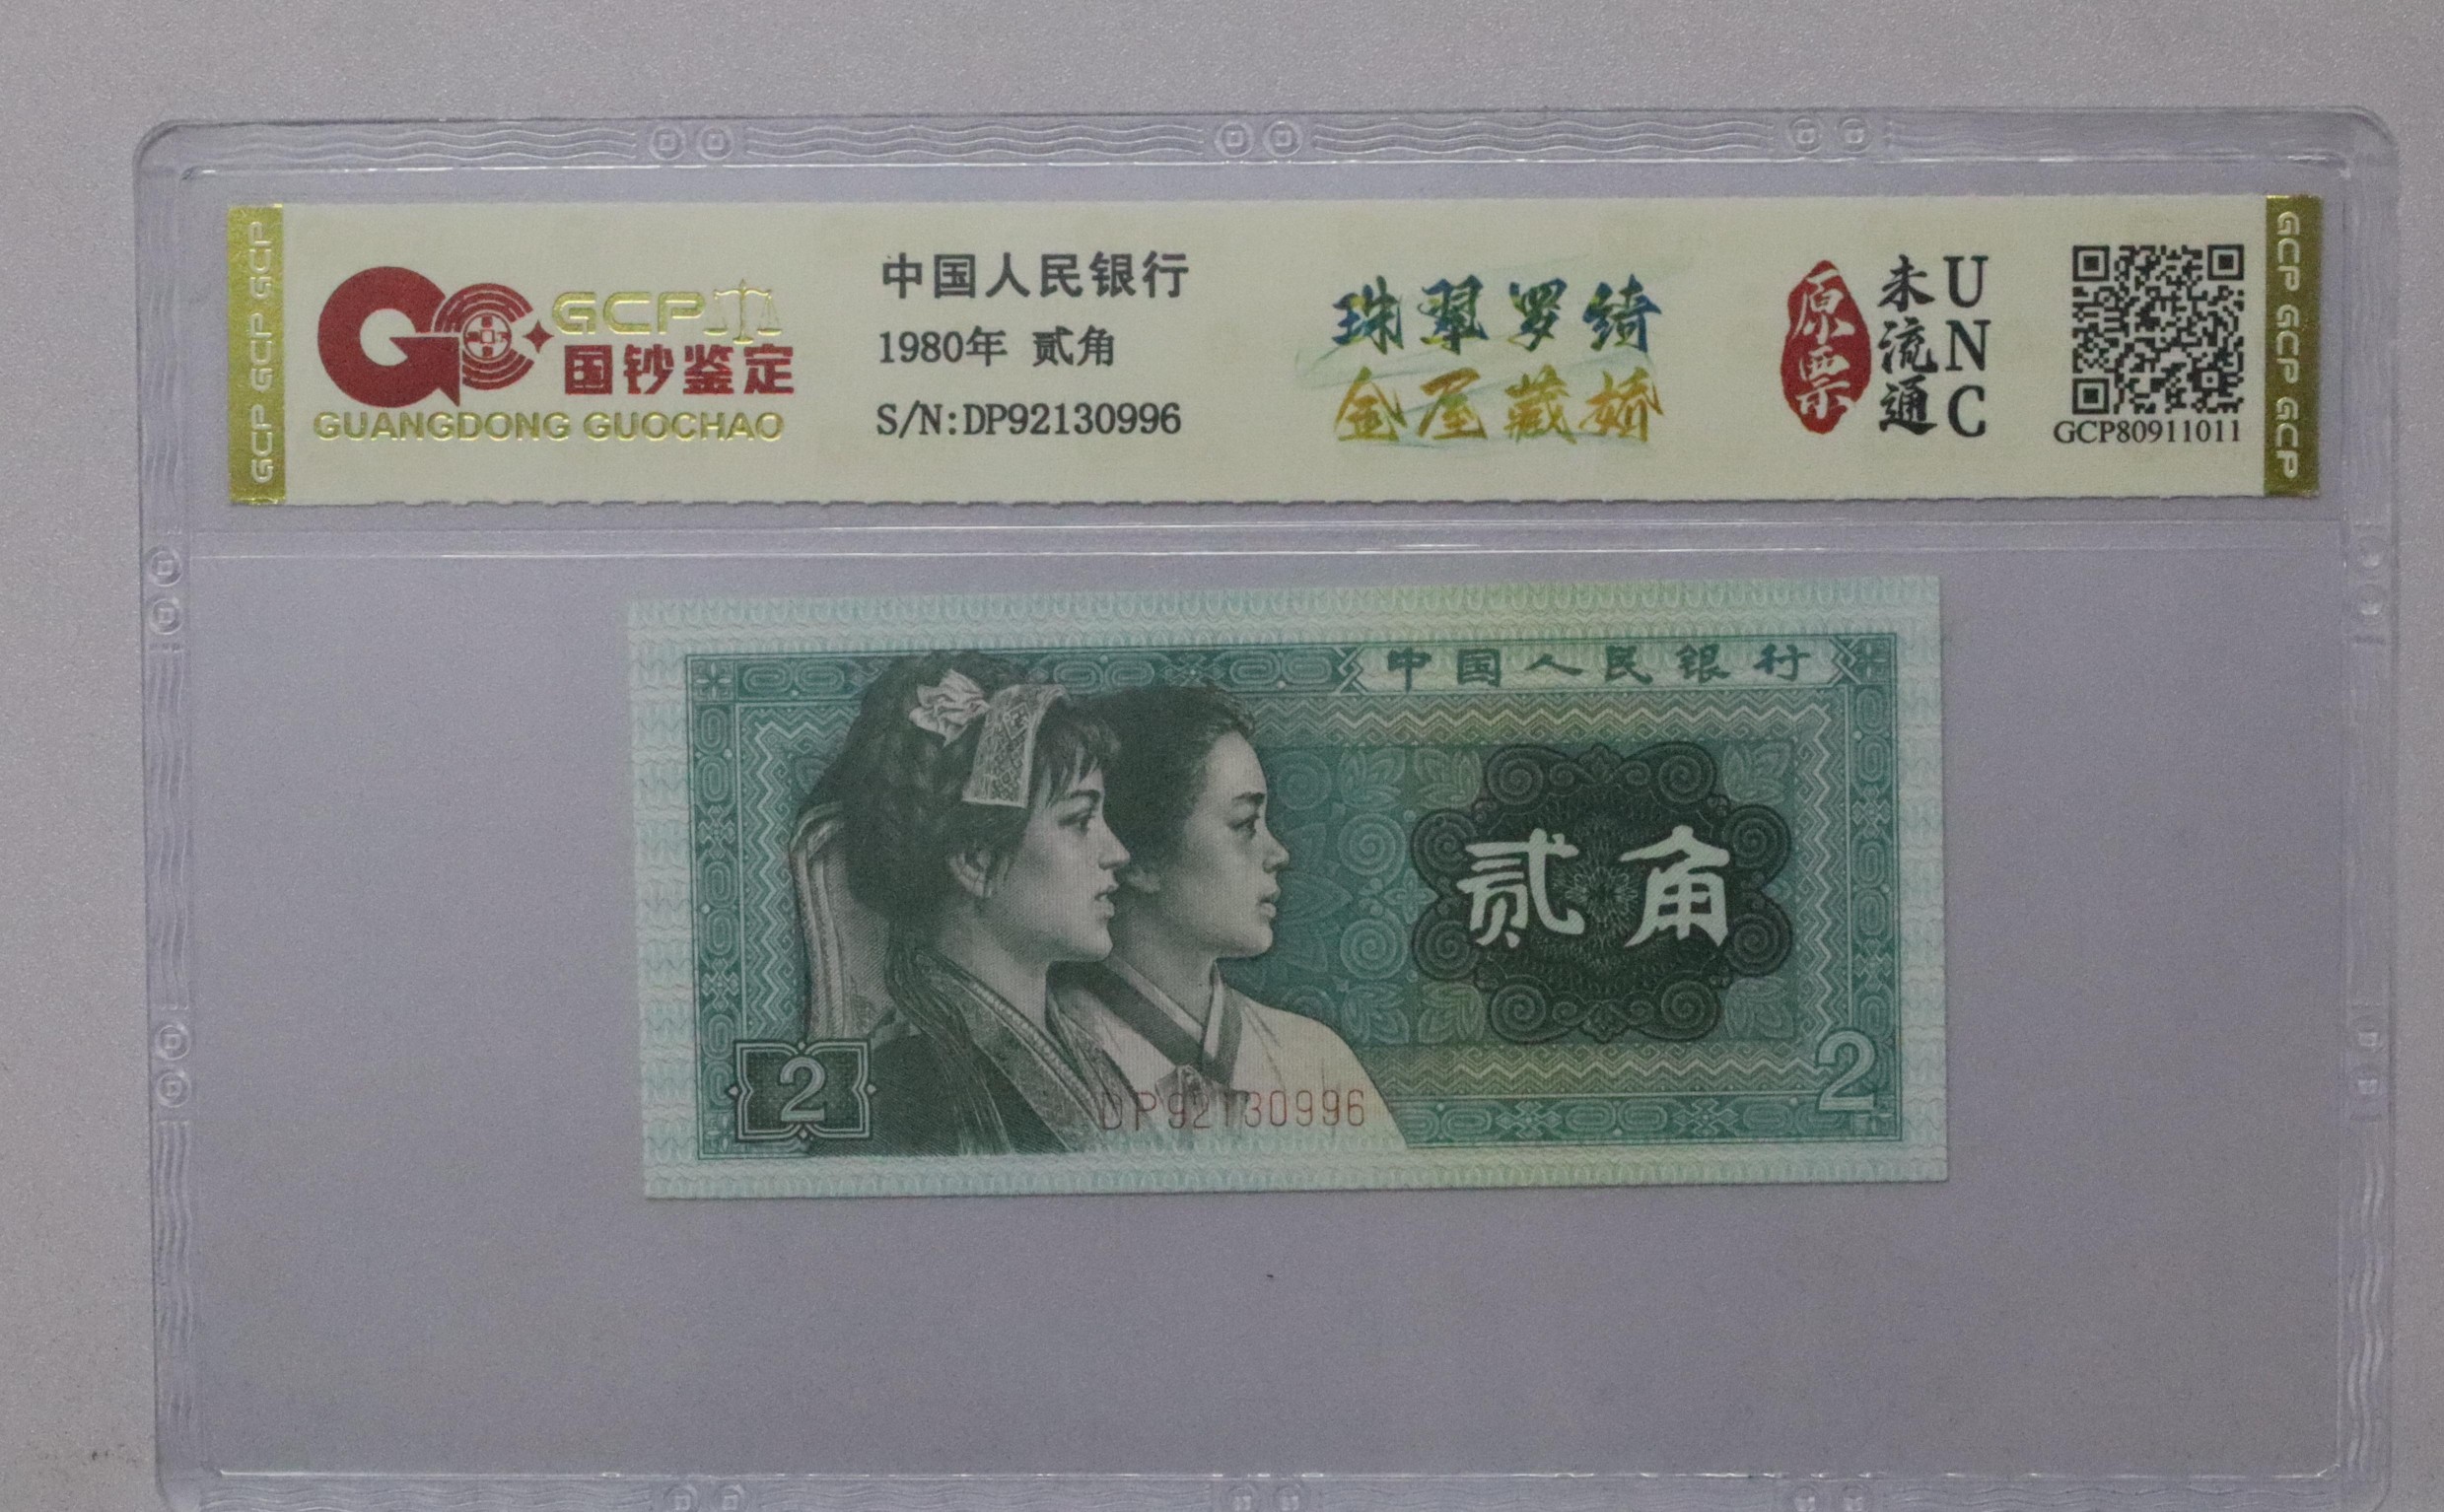 GCP GCP GCP
GCP
国钞鉴定
GUANGDONG GUOCHAO
中国人民银行
1980年 贰角
S/N:DP92130996
珠翠罗绮
金屋藏娇
原票
未流通
UNC
GCP80911011
GCP GCP GCP
中国人民银行
贰角
2
DP92130996
2